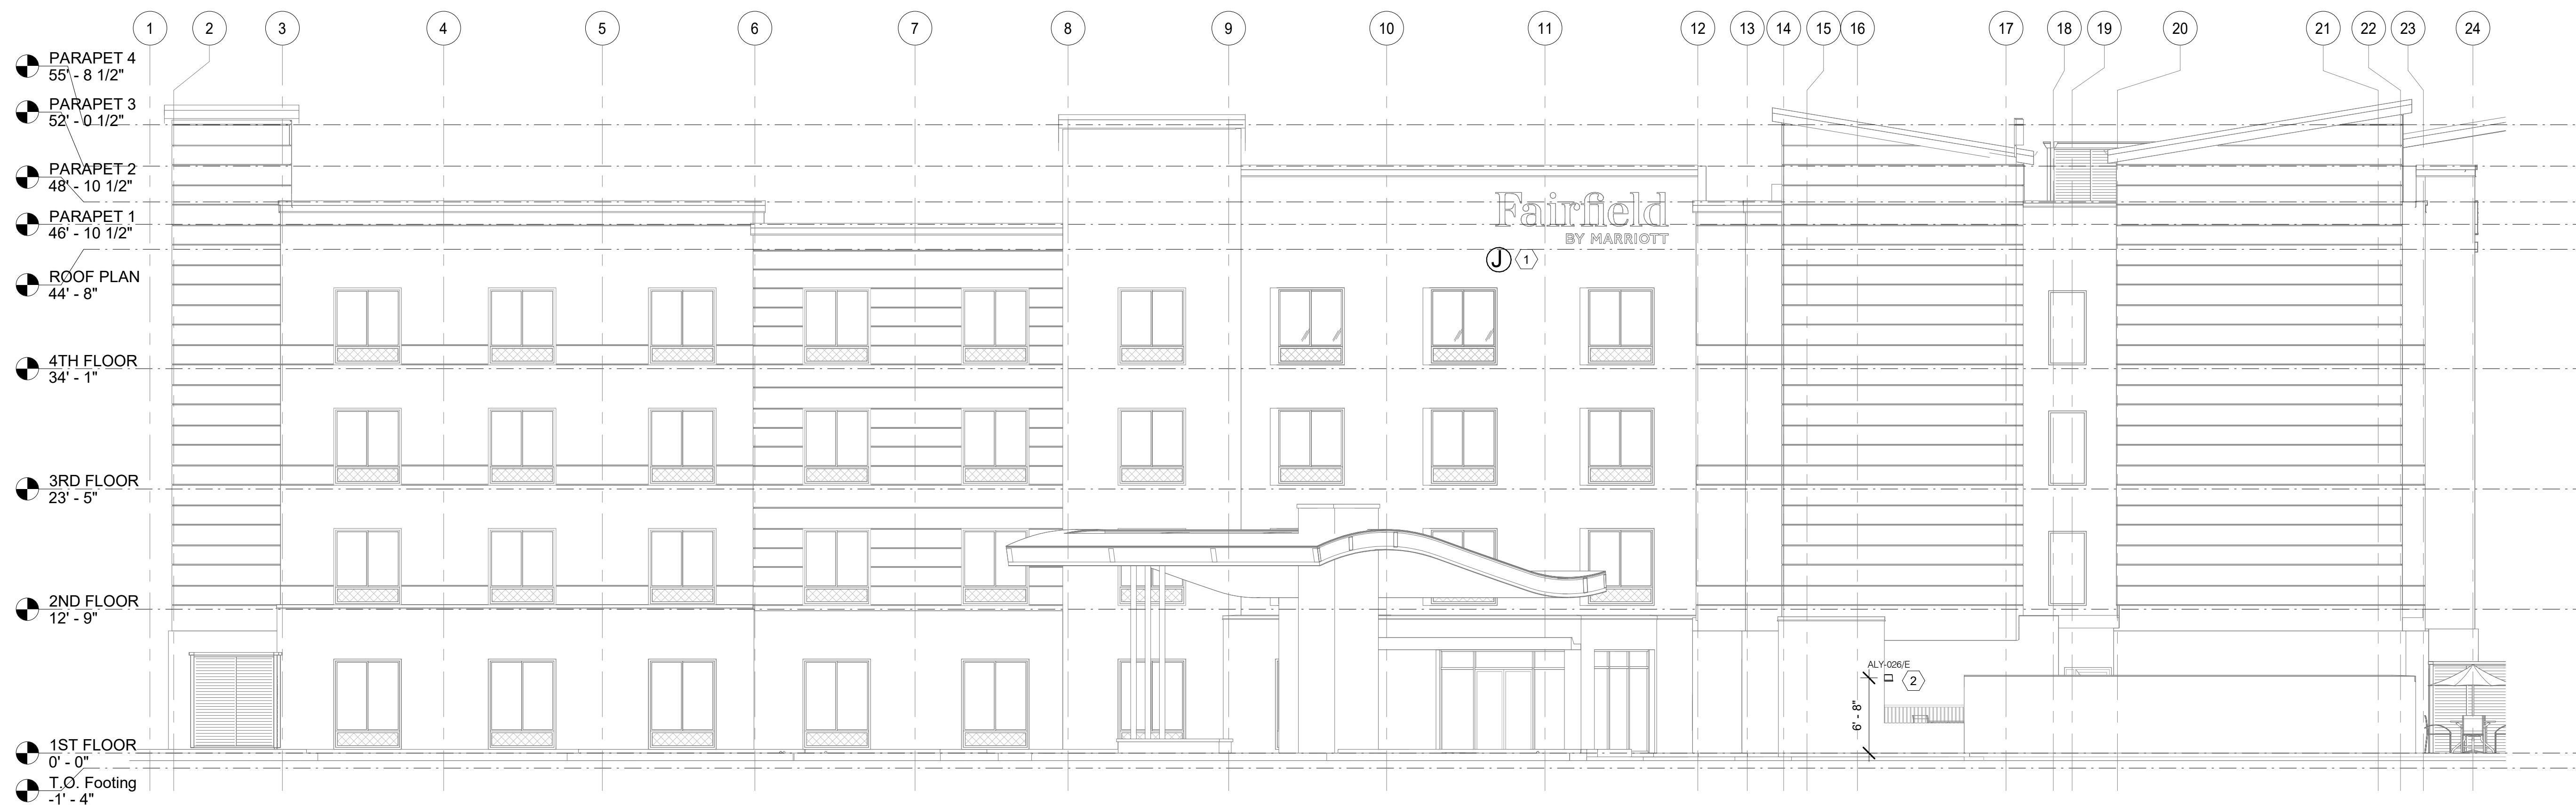 1 2 3 4 5 6 7 8 9 10 11 12 13 14 15 16 17 18 19 20 21 22 23 24
PARAPET 4
55' - 8 1/2"
PARAPET 3
52' - 0 1/2"
PARAPET 2
48' - 10 1/2"
PARAPET 1
46' - 10 1/2"
Fairfield
BY MARRIOTT
J 1
ROOF PLAN
44' - 8"
4TH FLOOR
34' - 1"
3RD FLOOR
23' - 5"
2ND FLOOR
12' - 9"
ALY-026/E
2
6' - 8"
1ST FLOOR
0' - 0"
T.O. Footing
-1' - 4"